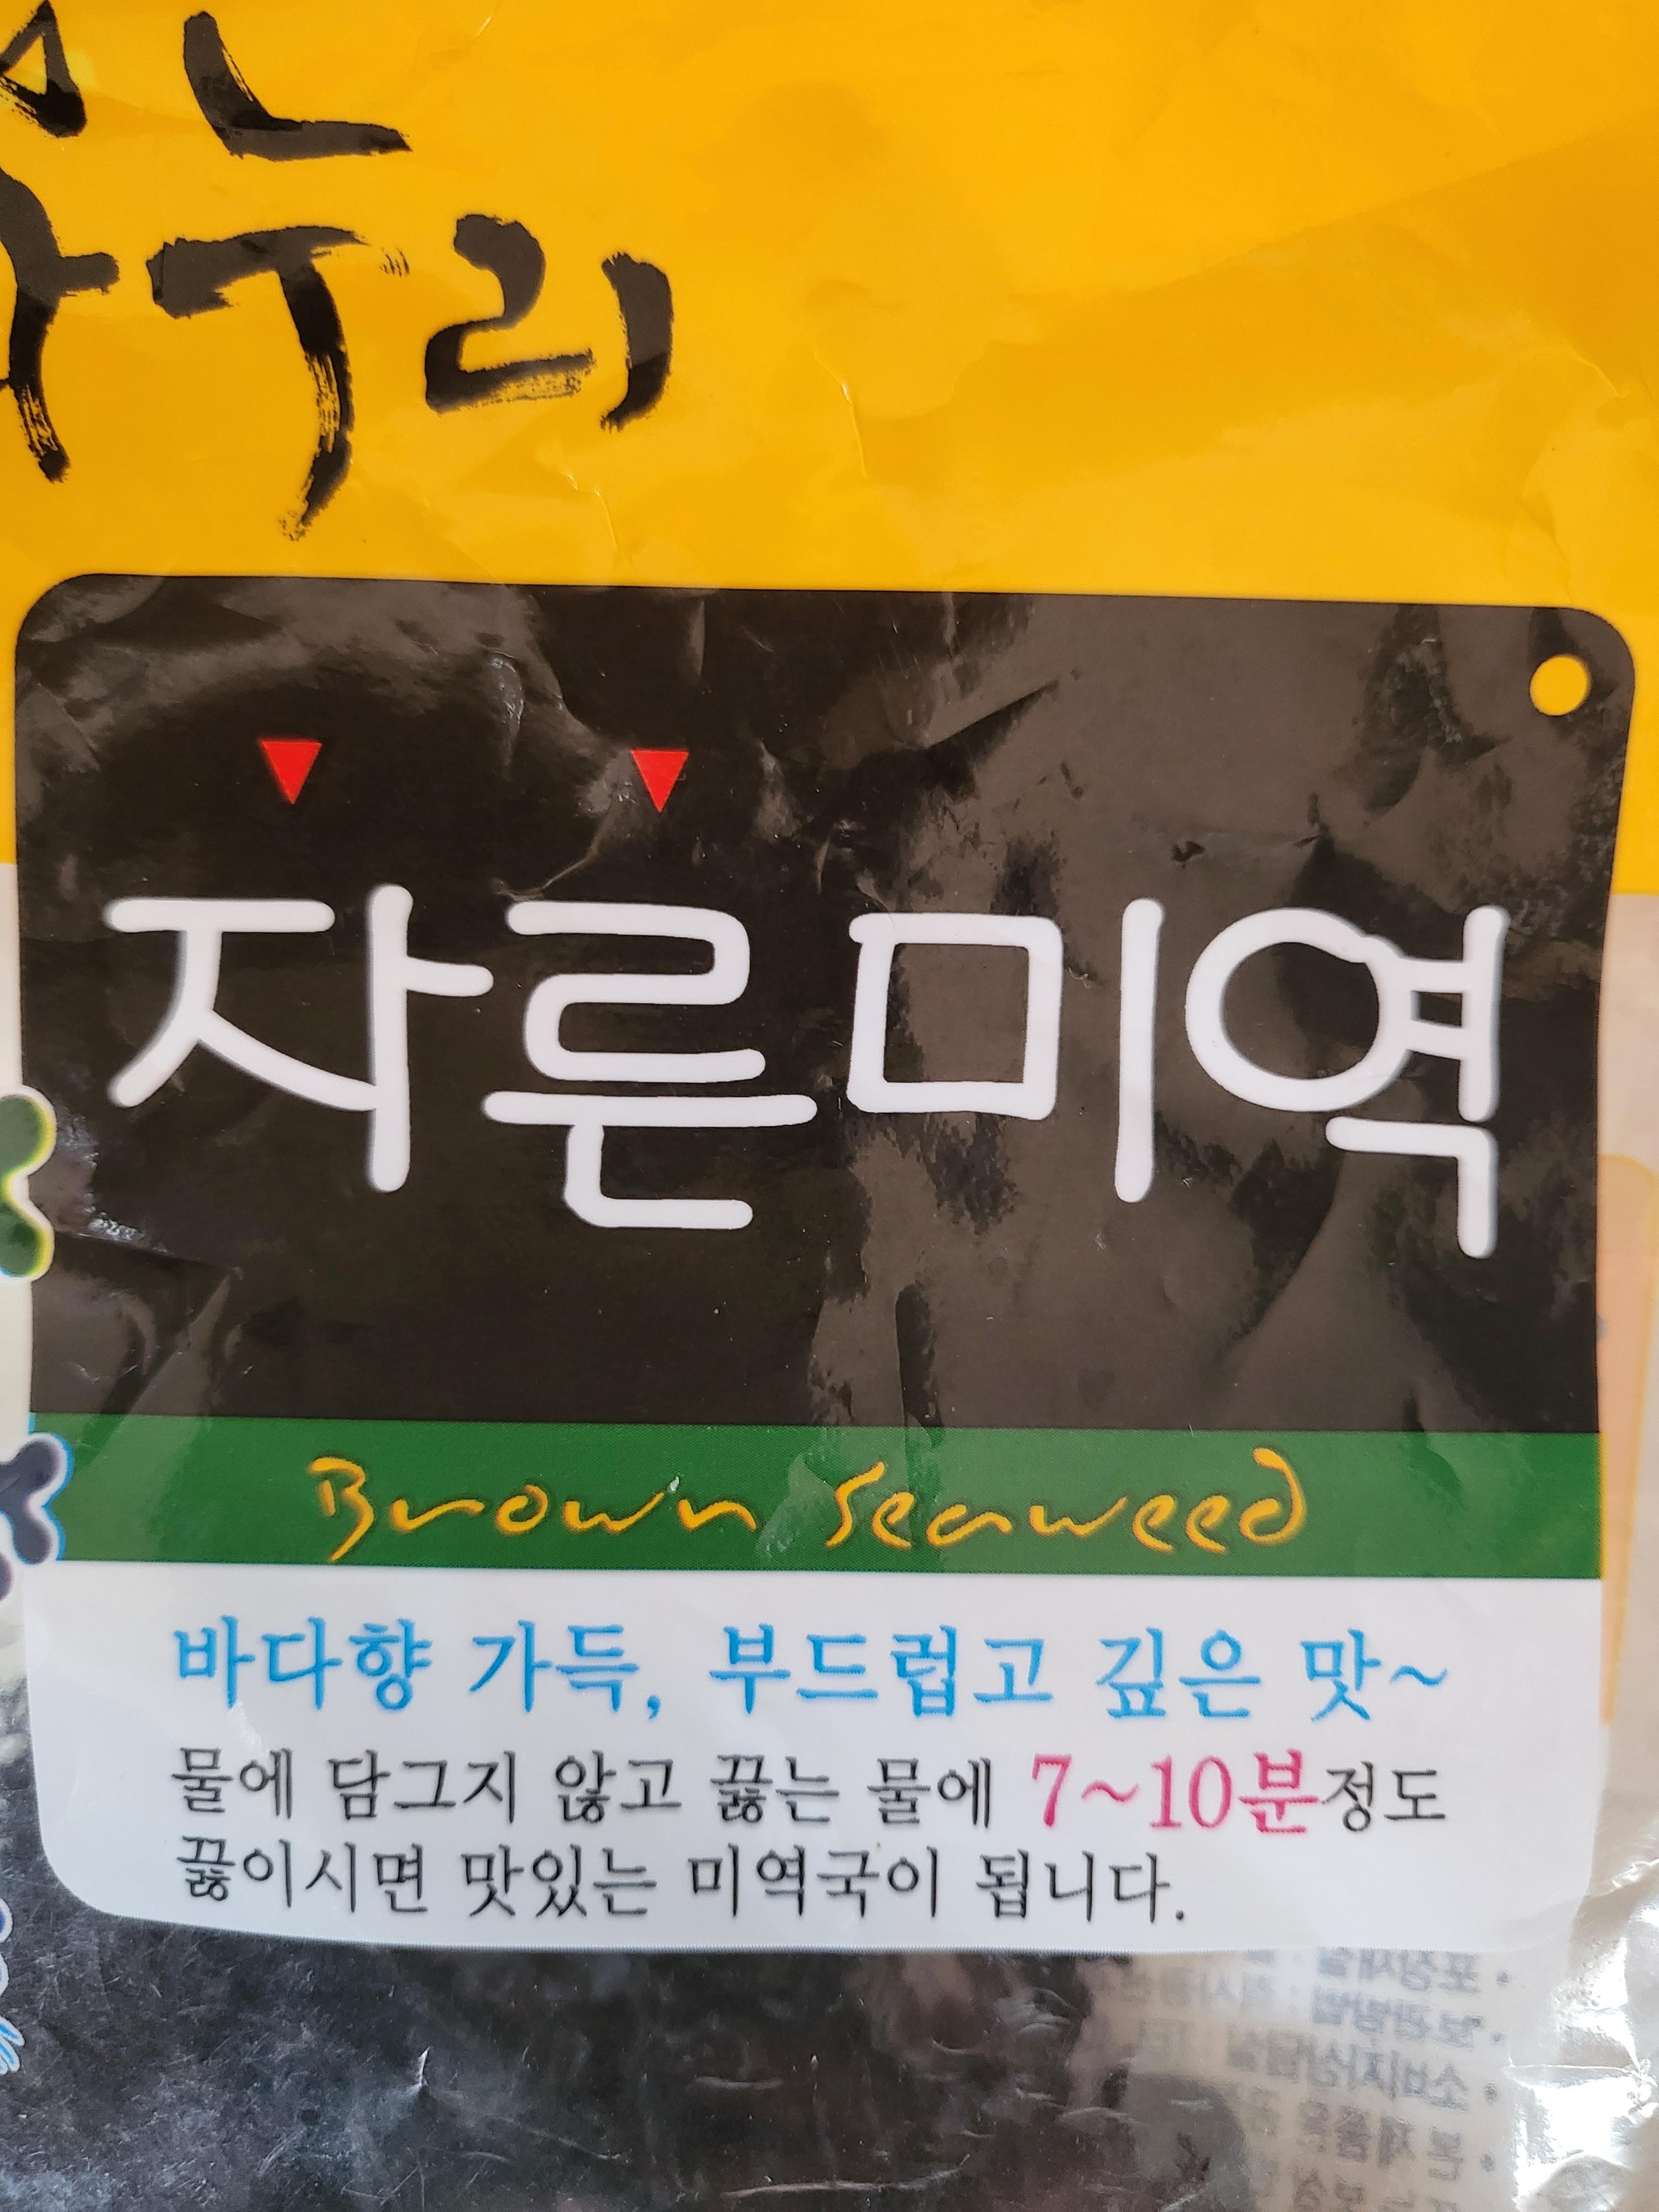 누리
자른미역
Brown Seaweed
바다향 가득, 부드럽고 깊은 맛~
물에 담그지 않고 끓는 물에 7~10분정도
끓이시면 맛있는 미역국이 됩니다.